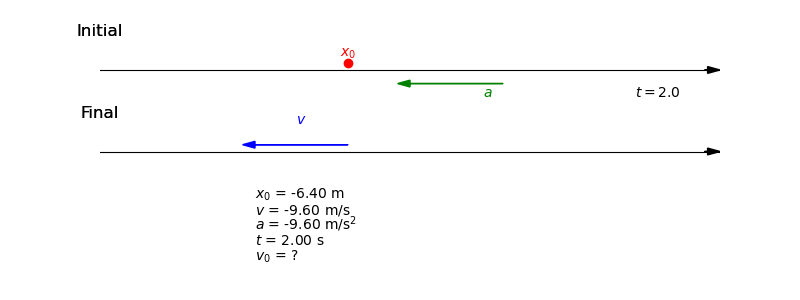 Initial
x₀
a
t = 2.0
Final
v
x₀ = -6.40 m
v = -9.60 m/s
a = -9.60 m/s²
t = 2.00 s
v₀ = ?